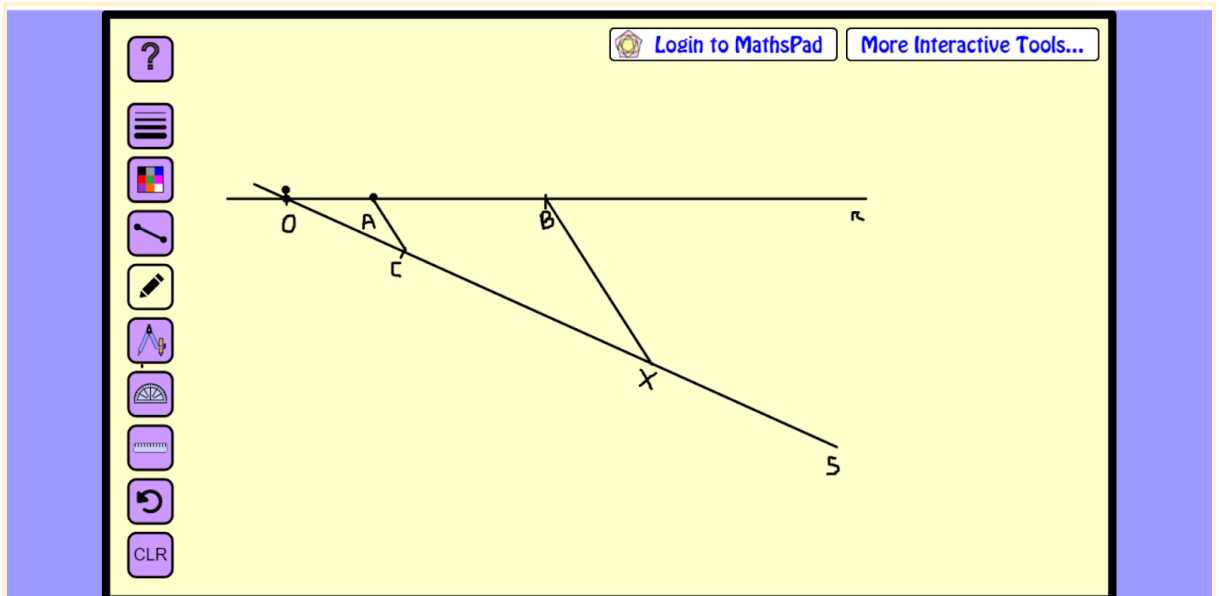 ?
Login to MathsPad
More Interactive Tools...
O
A
B
r
C
X
S
CLR